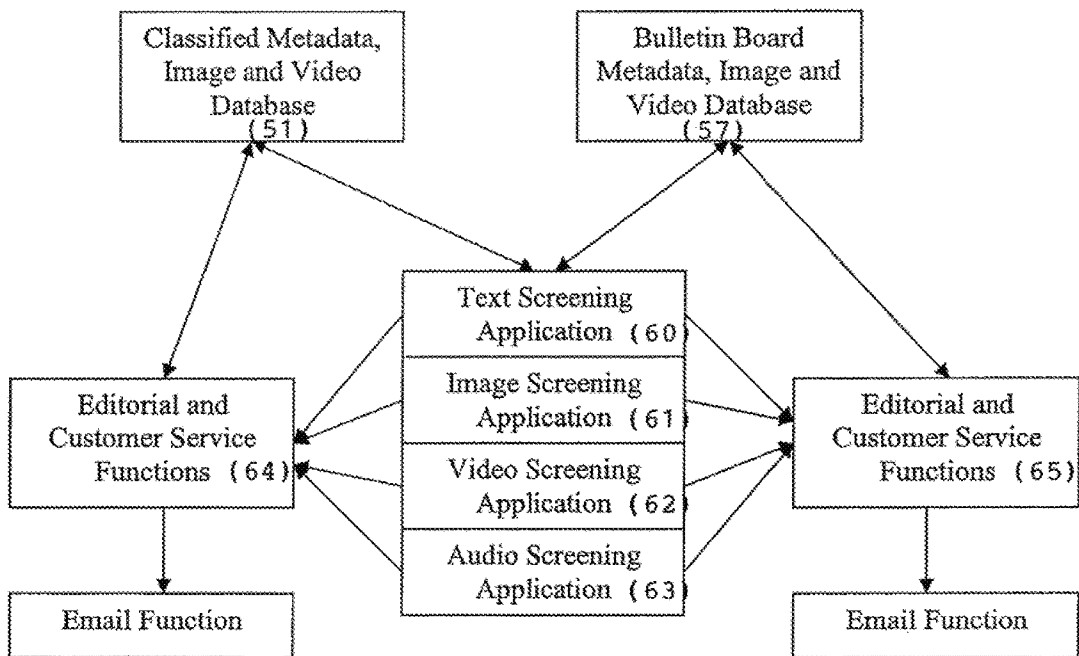 Classified Metadata,
Image and Video
Database
(51)
Bulletin Board
Metadata, Image and
Video Database
(57)
Text Screening
Application (60)
Image Screening
Application (61)
Video Screening
Application (62)
Audio Screening
Application (63)
Editorial and
Customer Service
Functions (64)
Editorial and
Customer Service
Functions (65)
Email Function
Email Function